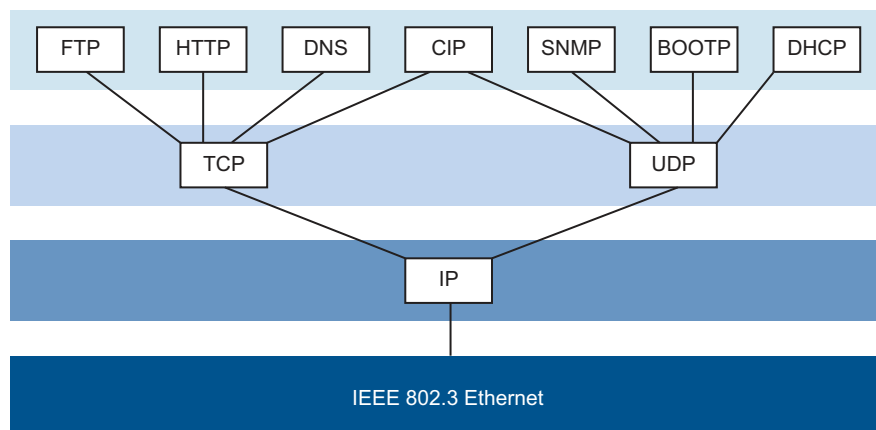 FTP
HTTP
DNS
CIP
SNMP
BOOTP
DHCP
TCP
UDP
IP
IEEE 802.3 Ethernet